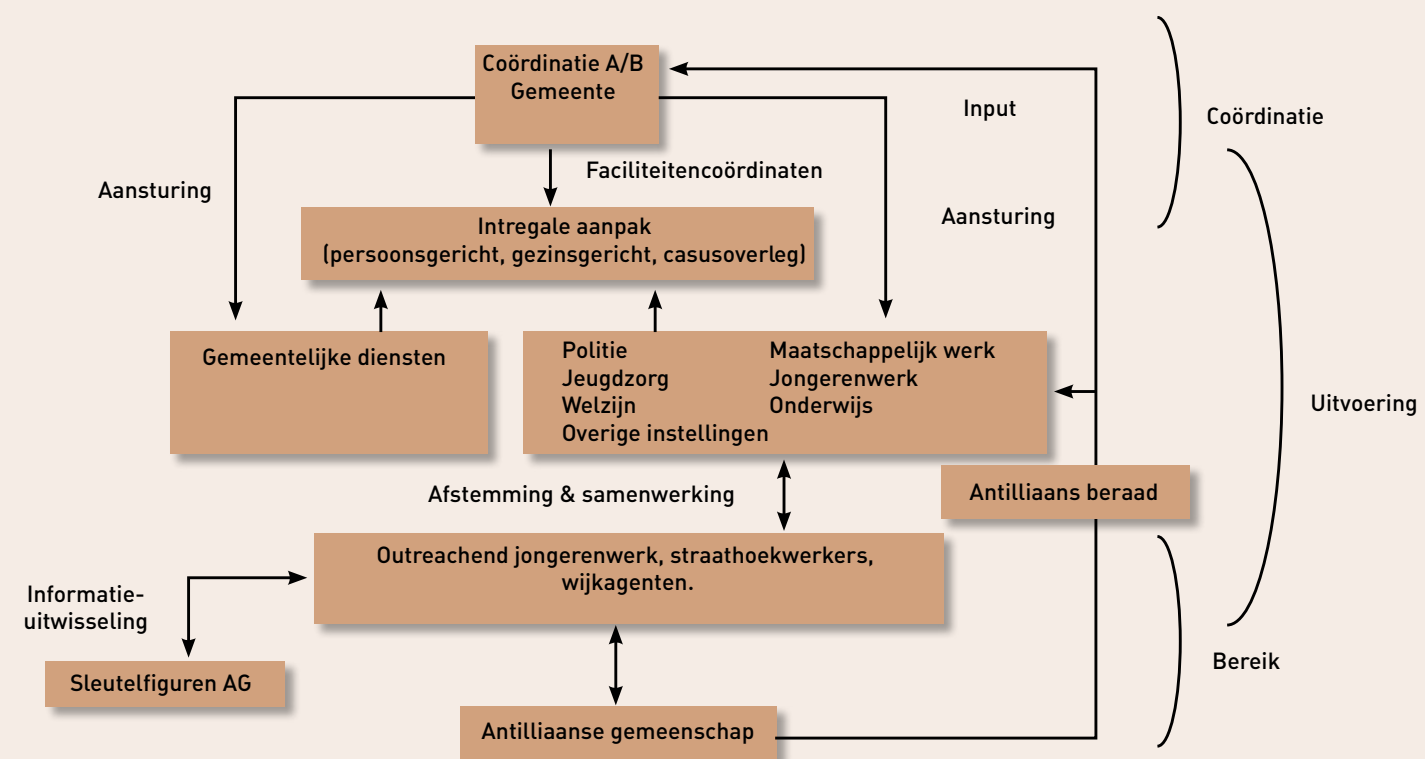 Coördinatie A/B
Gemeente
Input
Coördinatie
Faciliteitencoördinaten
Aansturing
Aansturing
Intregale aanpak
(persoonsgericht, gezinsgericht, casusoverleg)
Gemeentelijke diensten
Politie
Jeugdzorg
Welzijn
Overige instellingen
Maatschappelijk werk
Jongerenwerk
Onderwijs
Uitvoering
Afstemming & samenwerking
Antilliaans beraad
Outreachend jongerenwerk, straathoekwerkers,
wijkagenten.
Informatie-
uitwisseling
Bereik
Sleutelfiguren AG
Antilliaanse gemeenschap